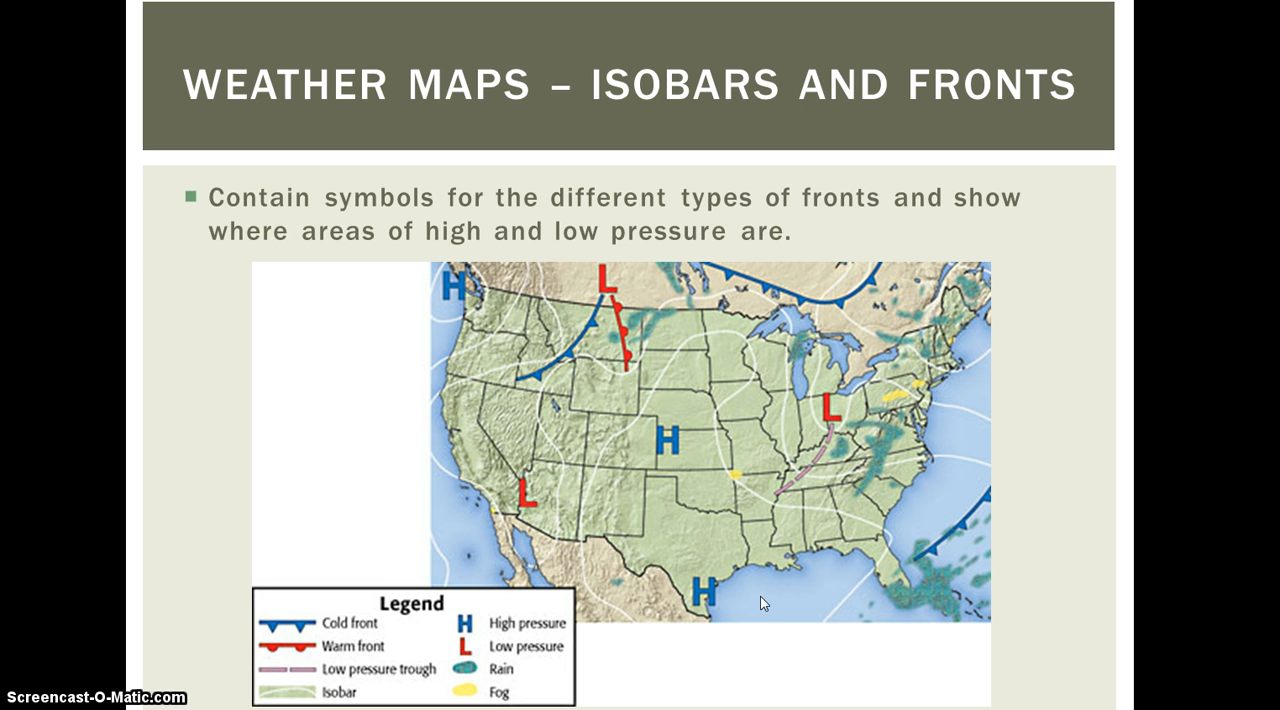 WEATHER MAPS – ISOBARS AND FRONTS
Contain symbols for the different types of fronts and show
where areas of high and low pressure are.
H
L
L
H
L
H
Legend
Cold front
H High pressure
Warm front
L Low pressure
Low pressure trough
Rain
Isobar
Fog
Screencast-O-Matic.com